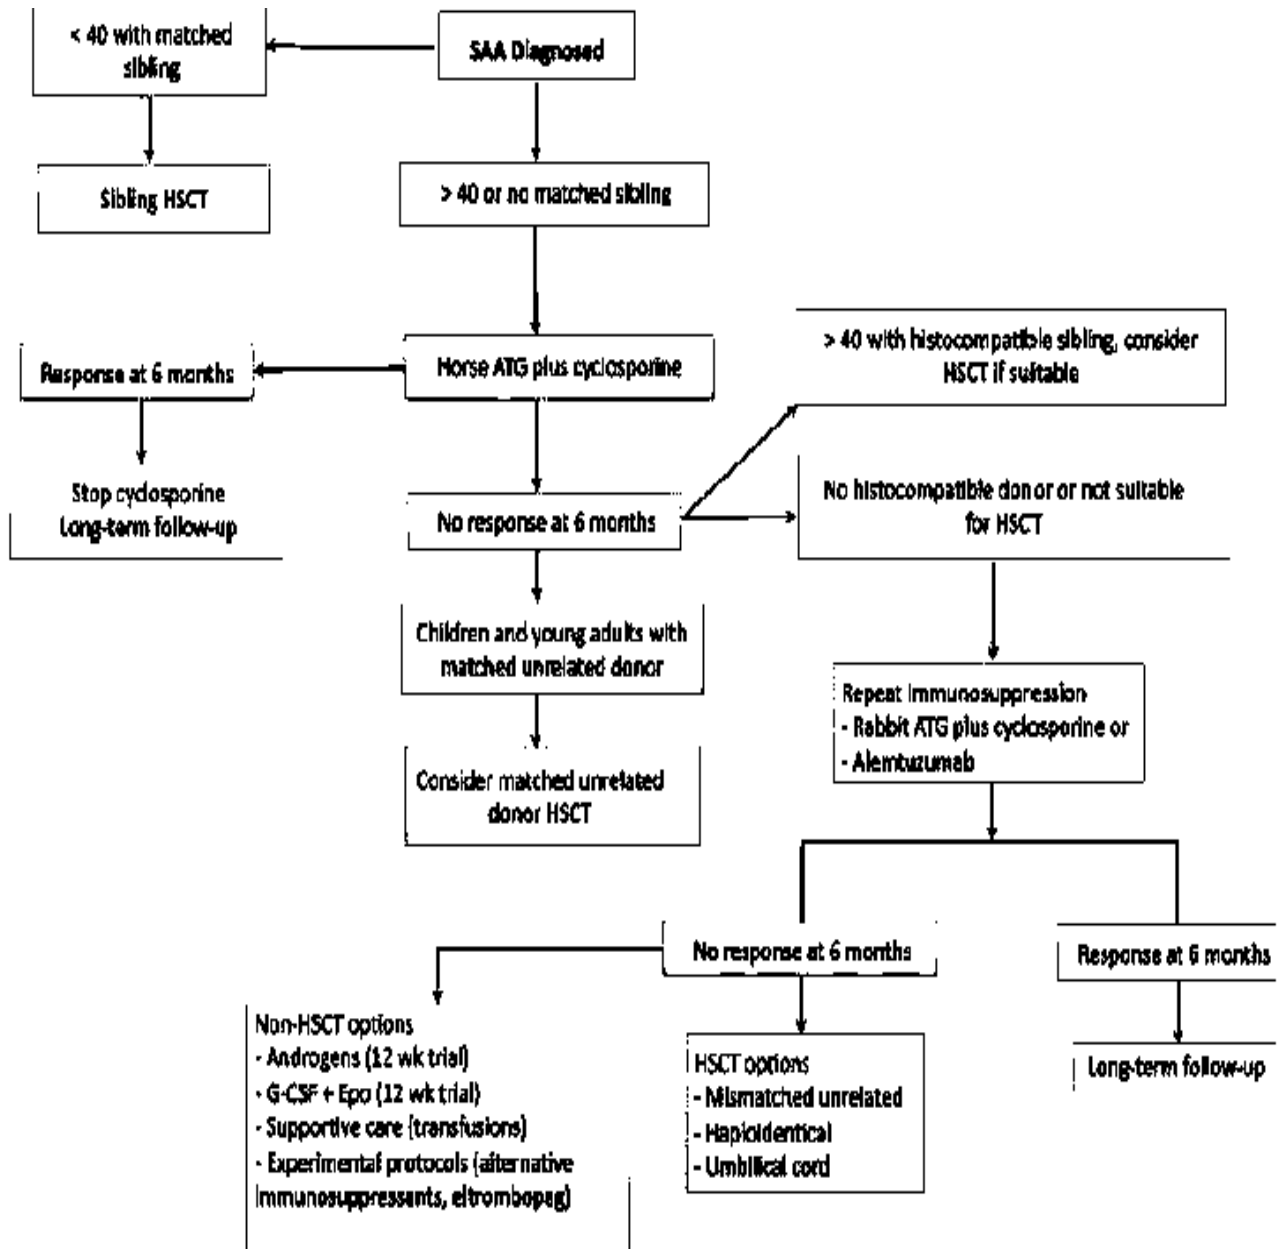 < 40 with matched
sibling
SAA Diagnosed
Sibling HSCT
> 40 or no matched sibling
> 40 with histocompatible sibling, consider
HSCT if suitable
Response at 6 months
Horse ATG plus cyclosporine
Stop cyclosporine
Long-term follow-up
No response at 6 months
No histocompatible donor or not suitable
for HSCT
Children and young adults with
matched unrelated donor
Repeat Immunosuppression
- Rabbit ATG plus cyclosporine or
- Alemtuzumab
Consider matched unrelated
donor HSCT
No response at 6 months
Response at 6 months
Non-HSCT options
- Androgens (12 wk trial)
- G-CSF + Epo (12 wk trial)
- Supportive care (transfusions)
- Experimental protocols (alternative
immunosuppressants, eltrombopag)
HSCT options
- Mismatched unrelated
- Haploidentical
- Umbilical cord
Long-term follow-up